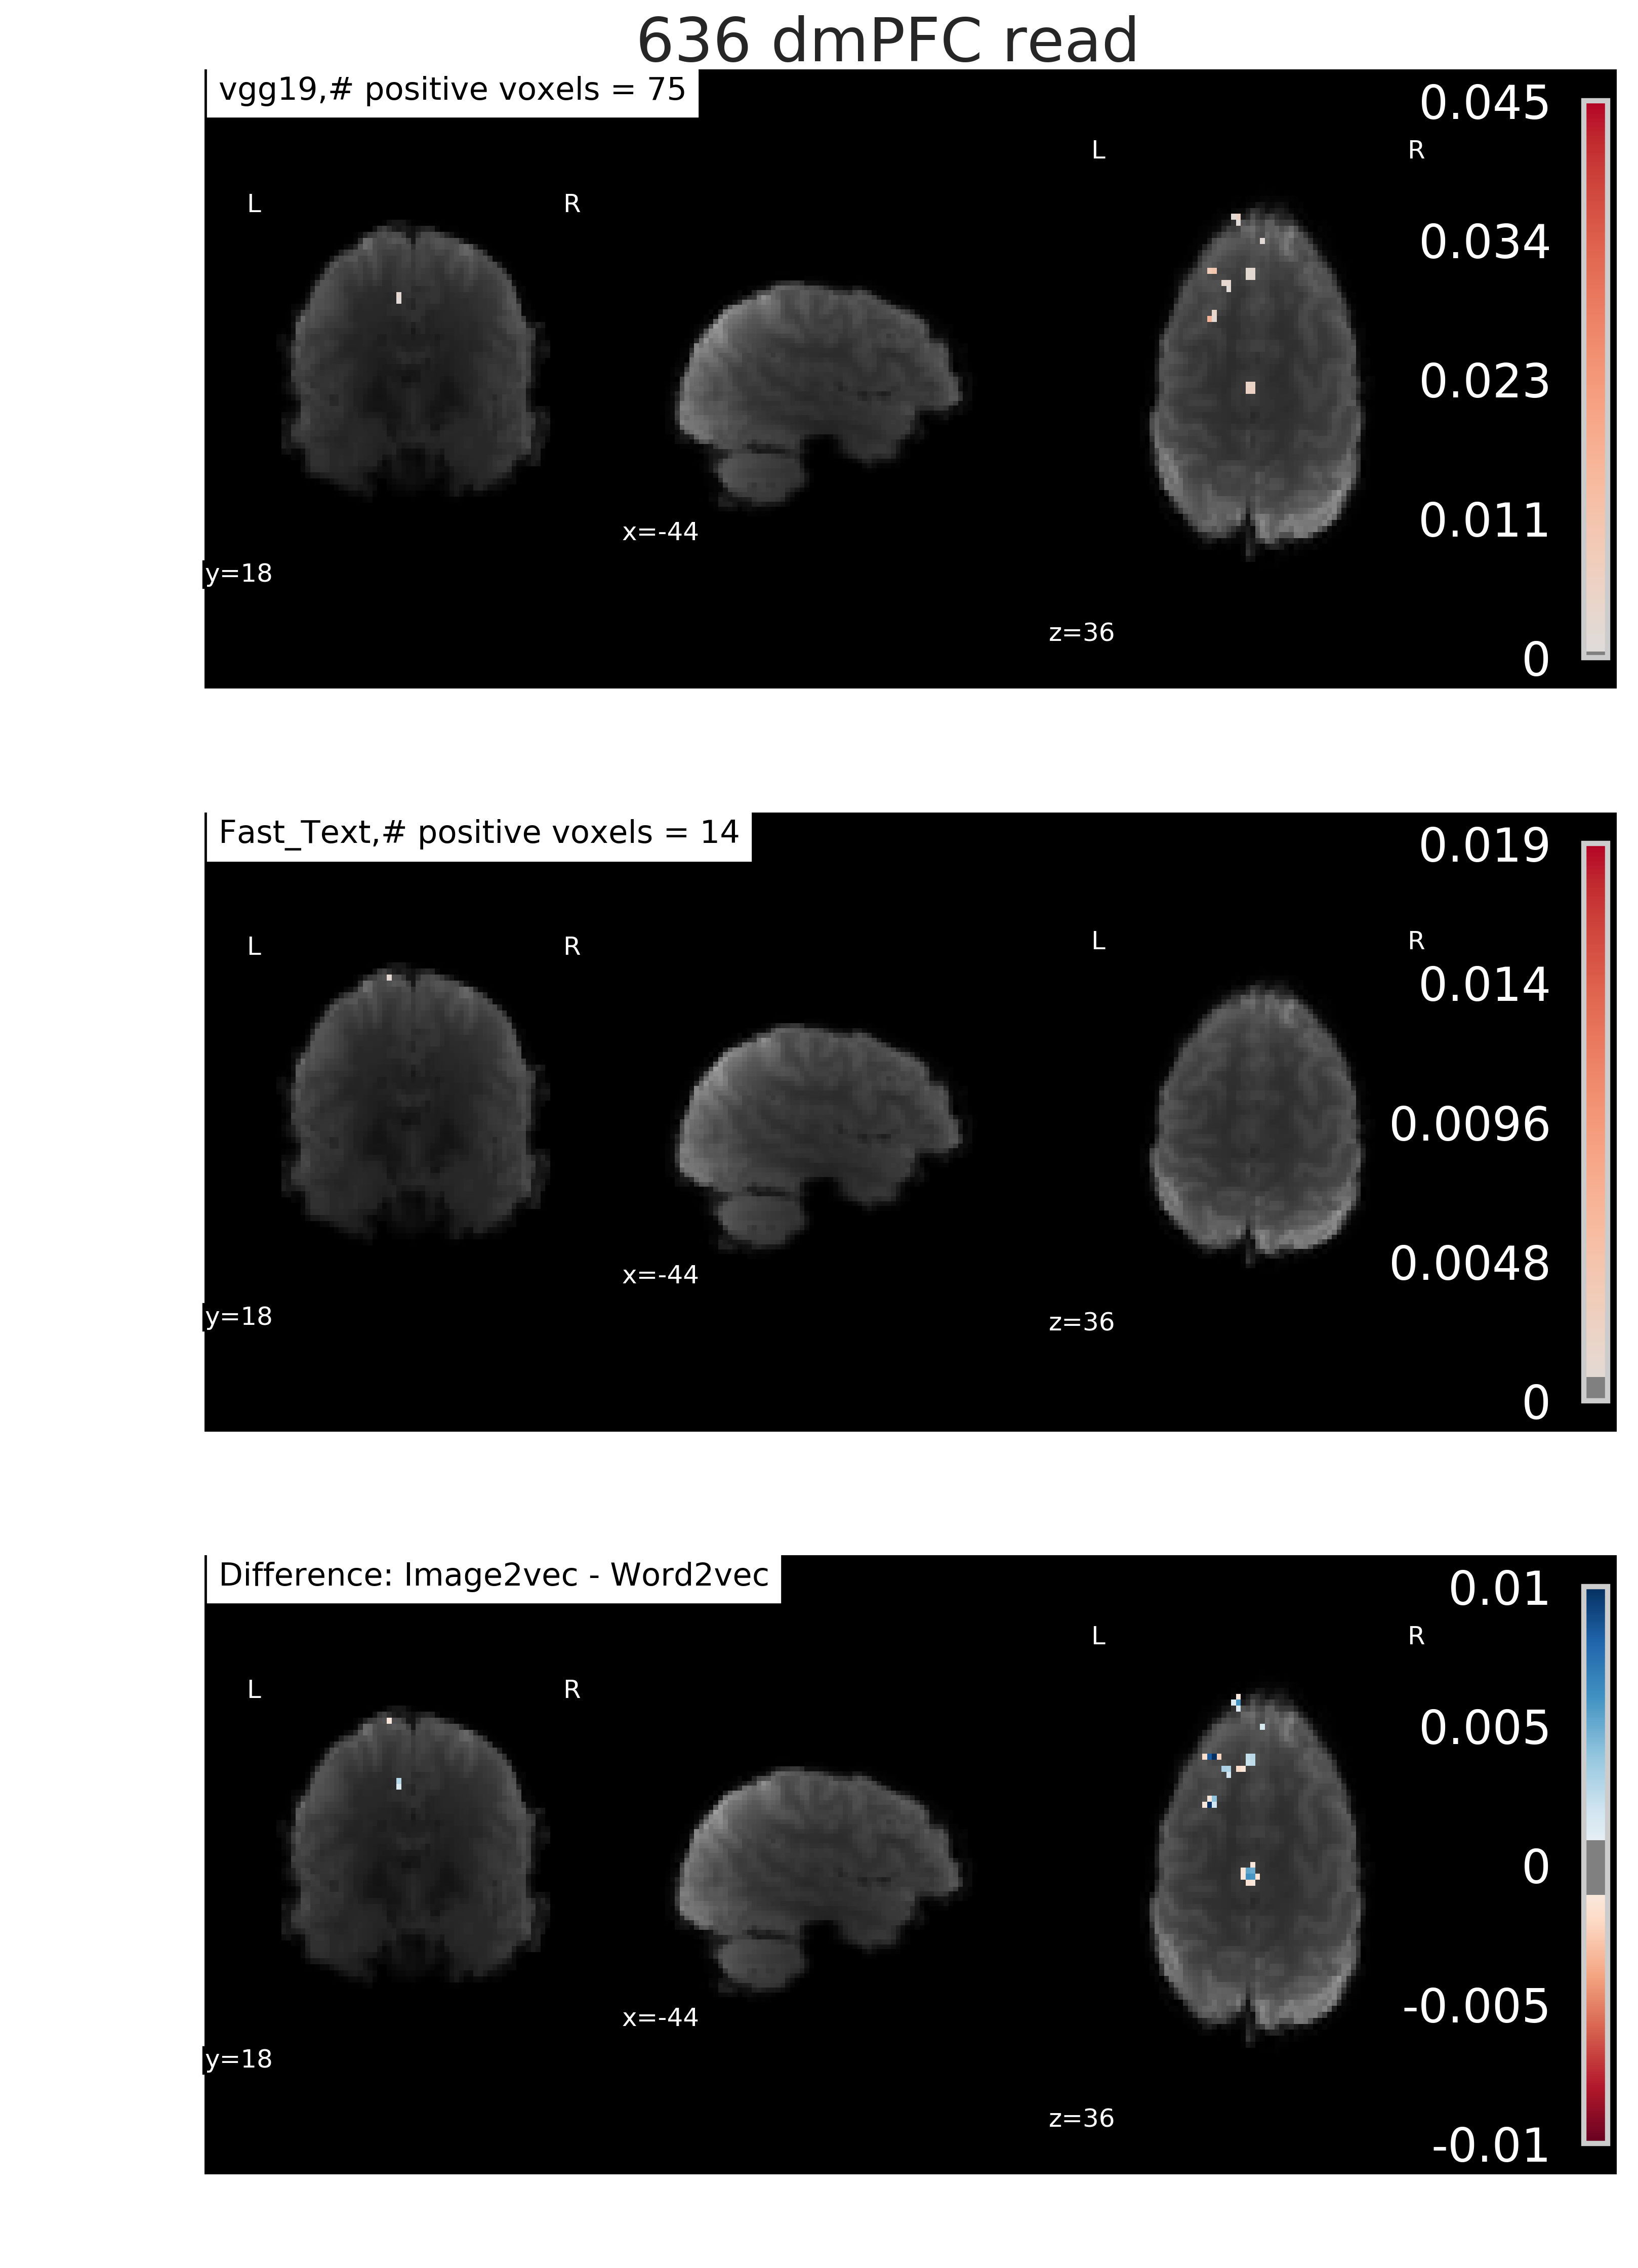 636 dmPFC read
vgg19,# positive voxels = 75
0.045
L R
0.034
L R
0.023
0.011
x=-44
y=18
z=36
0
Fast_Text,# positive voxels = 14
0.019
L R
L R
0.014
0.0096
0.0048
x=-44
y=18
z=36
0
Difference: Image2vec - Word2vec
0.01
L R
L R
0.005
0
-0.005
x=-44
y=18
z=36
-0.01